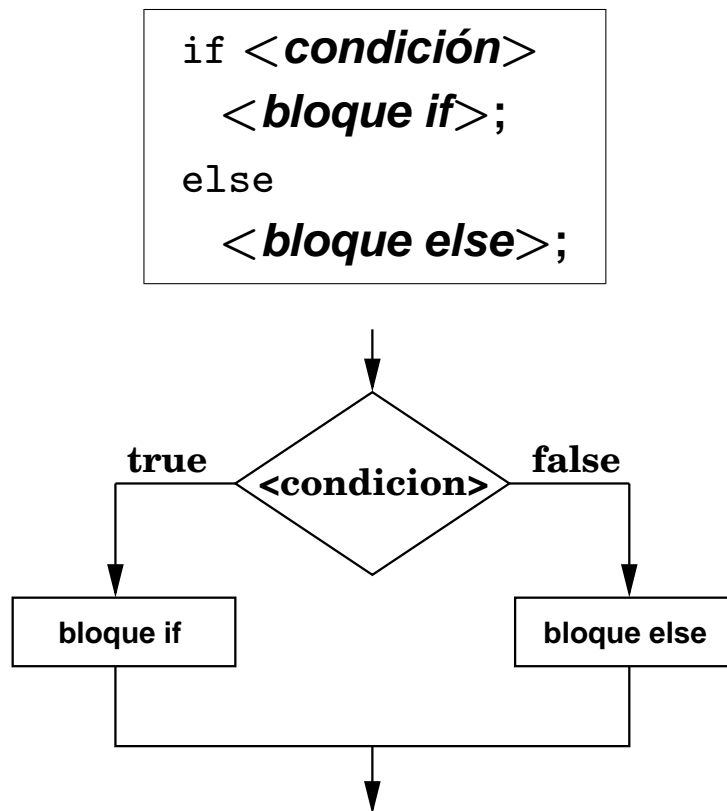 if <condición>
<bloque if>;
else
<bloque else>;
true
<condicion>
false
bloque if
bloque else